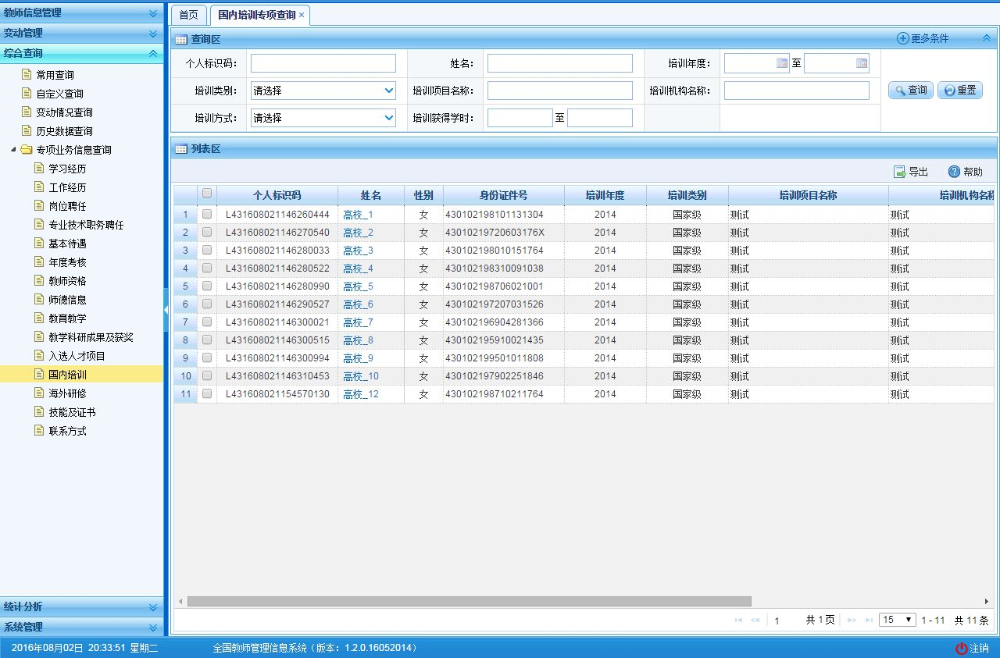 教师信息管理
变动管理
综合查询
常用查询
自定义查询
变动情况查询
历史数据查询
专项业务信息查询
学习经历
工作经历
岗位聘任
专业技术职务聘任
基本待遇
年度考核
教师资格
师德信息
教育教学
教学科研成果及获奖
入选人才项目
国内培训
海外研修
技能及证书
联系方式
统计分析
系统管理
首页 国内培训专项查询 ×
查询区 更多条件
个人标识码： 姓名： 培训年度： 至
培训类别： 请选择 培训项目名称： 培训机构名称： 查询 重置
培训方式： 请选择 培训获得学时： 至
列表区
导出 帮助
个人标识码 姓名 性别 身份证件号 培训年度 培训类别 培训项目名称 培训机构名称
1 L431608021146260444 高校_1 女 430102198101131304 2014 国家级 测试 测试
2 L431608021146270540 高校_2 女 43010219720603176X 2014 国家级 测试 测试
3 L431608021146280033 高校_3 女 430102198010151764 2014 国家级 测试 测试
4 L431608021146280522 高校_4 女 430102198310091038 2014 国家级 测试 测试
5 L431608021146280990 高校_5 女 430102198706021001 2014 国家级 测试 测试
6 L431608021146290527 高校_6 女 430102197207031526 2014 国家级 测试 测试
7 L431608021146300021 高校_7 女 430102196904281366 2014 国家级 测试 测试
8 L431608021146300515 高校_8 女 430102195910021435 2014 国家级 测试 测试
9 L431608021146300994 高校_9 女 430102199501011808 2014 国家级 测试 测试
10 L431608021146310453 高校_10 女 430102197902251846 2014 国家级 测试 测试
11 L431608021154570130 高校_12 女 430102198710211764 2014 国家级 测试 测试
1 共 1 页 15 1 - 11 共 11 条
2016年08月02日 20:33:51 星期二 全国教师管理信息系统（版本：1.2.0.16052014） 注销